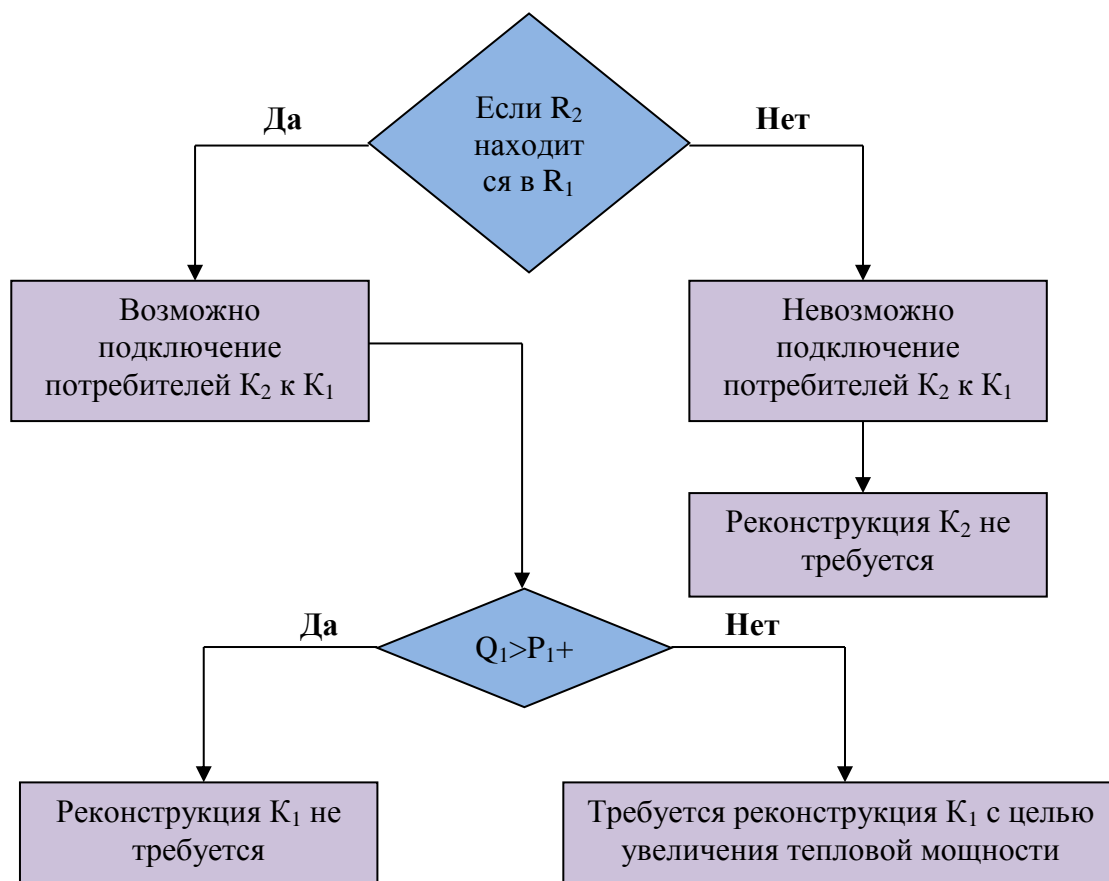 Да
Если R₂
находит
ся в R₁
Нет
Возможно
подключение
потребителей К₂ к К₁
Невозможно
подключение
потребителей К₂ к К₁
Реконструкция К₂ не
требуется
Да
Q₁>P₁+
Нет
Реконструкция К₁ не
требуется
Требуется реконструкция К₁ с целью
увеличения тепловой мощности